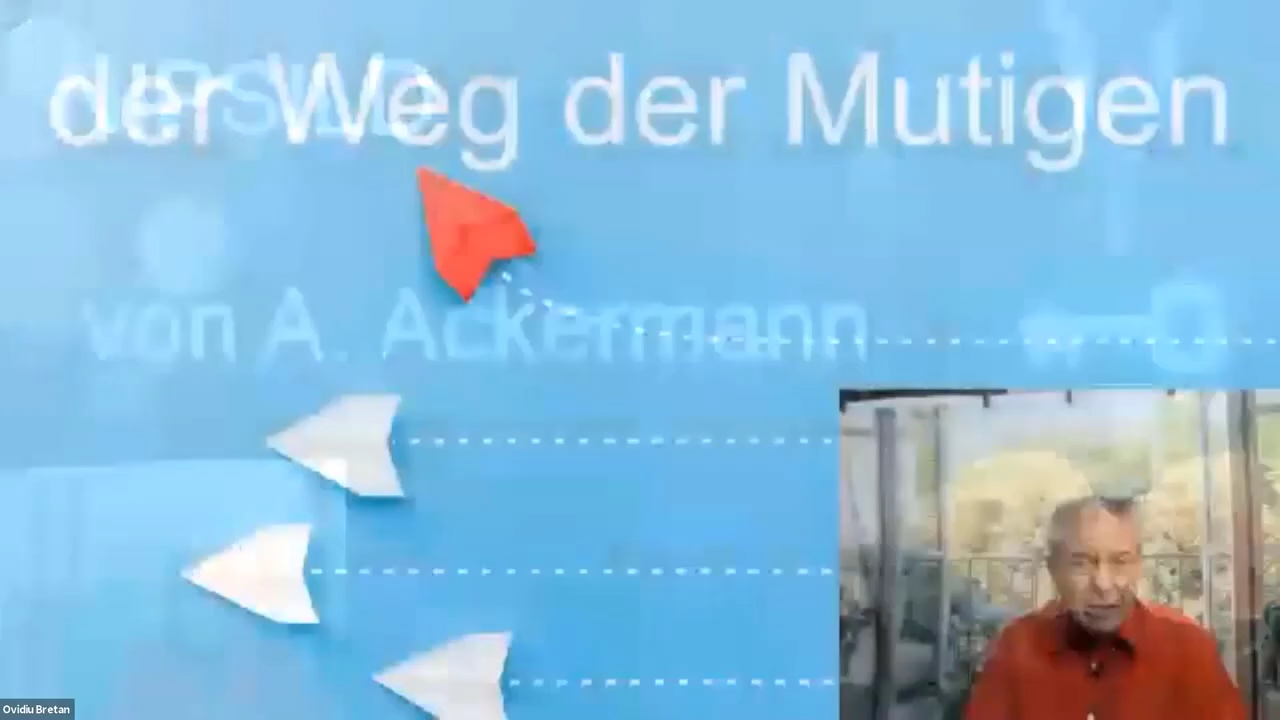 der Weg der Mutigen
von A. Ackermann
Ovidiu Bretan